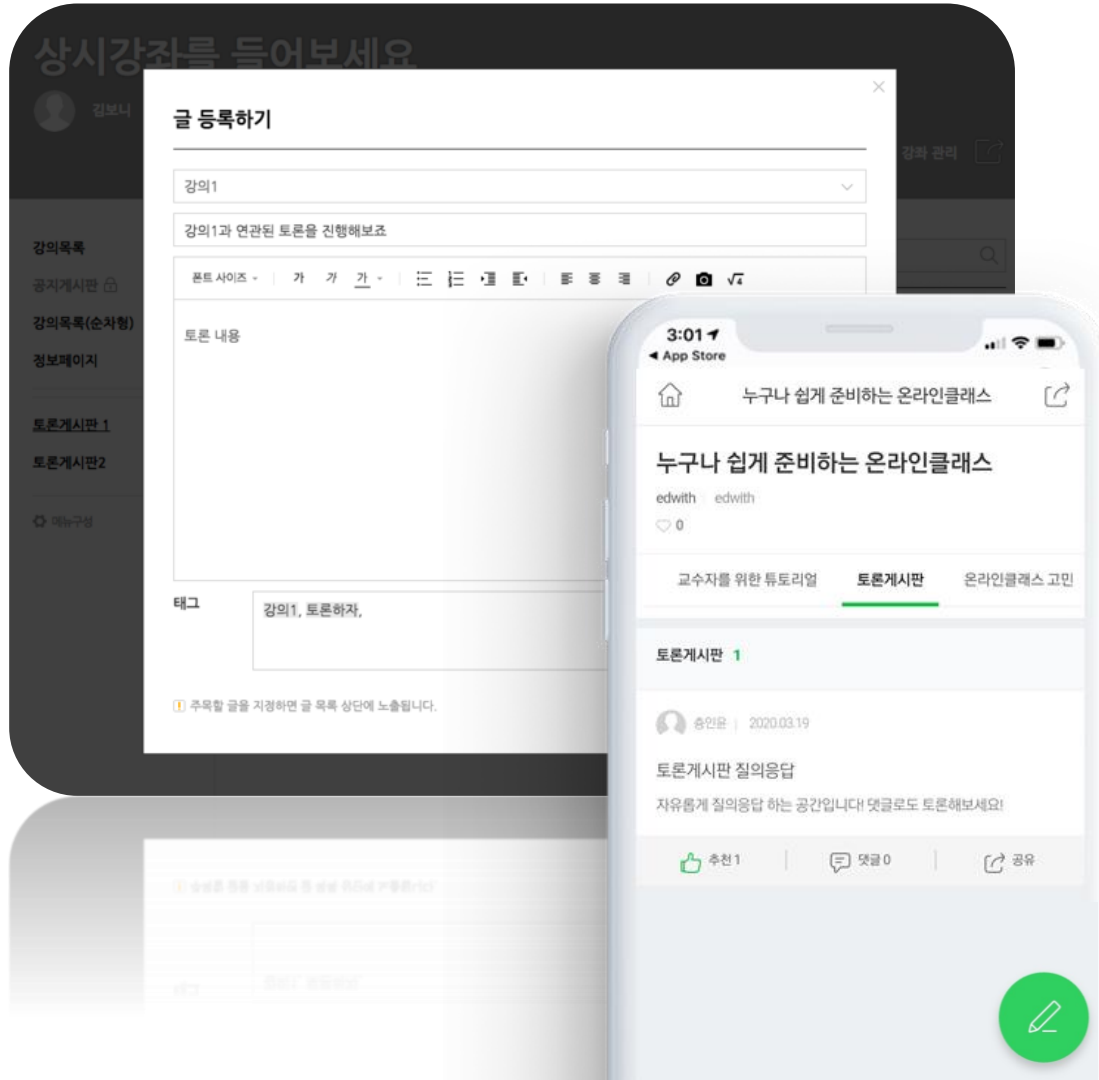 상시강좌를 들어보세요
김보니
강좌 관리
강의목록
공지게시판
강의목록(순차형)
정보페이지
토론게시판 1
토론게시판2
메뉴구성
글 등록하기
강의1
강의1과 연관된 토론을 진행해보죠
폰트 사이즈 가 가 가
토론 내용
태그
강의1, 토론하자,
주목할 글을 지정하면 글 목록 상단에 노출됩니다.
3:01
App Store
누구나 쉽게 준비하는 온라인클래스
누구나 쉽게 준비하는 온라인클래스
edwith edwith
0
교수자를 위한 튜토리얼 토론게시판 온라인클래스 고민
토론게시판 1
층인윤 | 2020.03.19
토론게시판 질의응답
자유롭게 질의응답 하는 공간입니다! 댓글로도 토론해보세요!
추천 1 댓글 0 공유